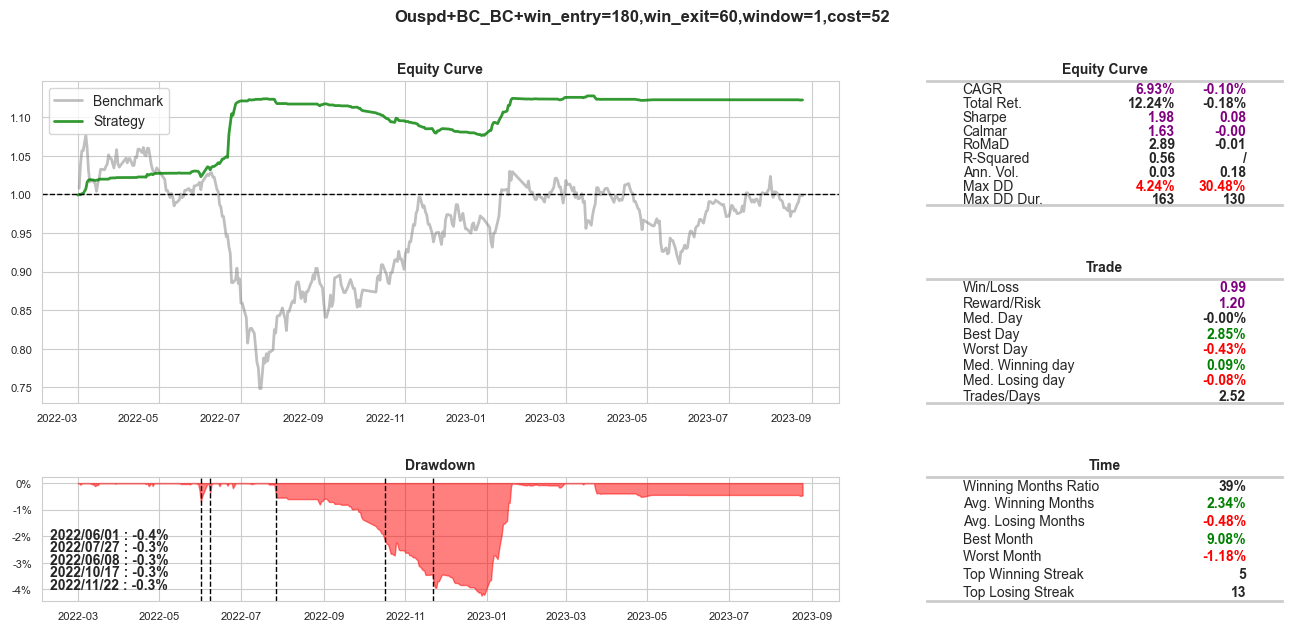 Ouspd+BC_BC+win_entry=180,win_exit=60,window=1,cost=52
Equity Curve
Benchmark
Strategy
1.10
1.05
1.00
0.95
0.90
0.85
0.80
0.75
2022-03 2022-05 2022-07 2022-09 2022-11 2023-01 2023-03 2023-05 2023-07 2023-09
Equity Curve
CAGR 6.93% -0.10%
Total Ret. 12.24% -0.18%
Sharpe 1.98 0.08
Calmar 1.63 -0.00
RoMaD 2.89 -0.01
R-Squared 0.56 /
Ann. Vol. 0.03 0.18
Max DD 4.24% 30.48%
Max DD Dur. 163 130
Trade
Win/Loss 0.99
Reward/Risk 1.20
Med. Day -0.00%
Best Day 2.85%
Worst Day -0.43%
Med. Winning day 0.09%
Med. Losing day -0.08%
Trades/Days 2.52
Drawdown
0%
-1%
-2%
-3%
-4%
2022/06/01 : -0.4%
2022/07/27 : -0.3%
2022/06/08 : -0.3%
2022/10/17 : -0.3%
2022/11/22 : -0.3%
2022-03 2022-05 2022-07 2022-09 2022-11 2023-01 2023-03 2023-05 2023-07 2023-09
Time
Winning Months Ratio 39%
Avg. Winning Months 2.34%
Avg. Losing Months -0.48%
Best Month 9.08%
Worst Month -1.18%
Top Winning Streak 5
Top Losing Streak 13